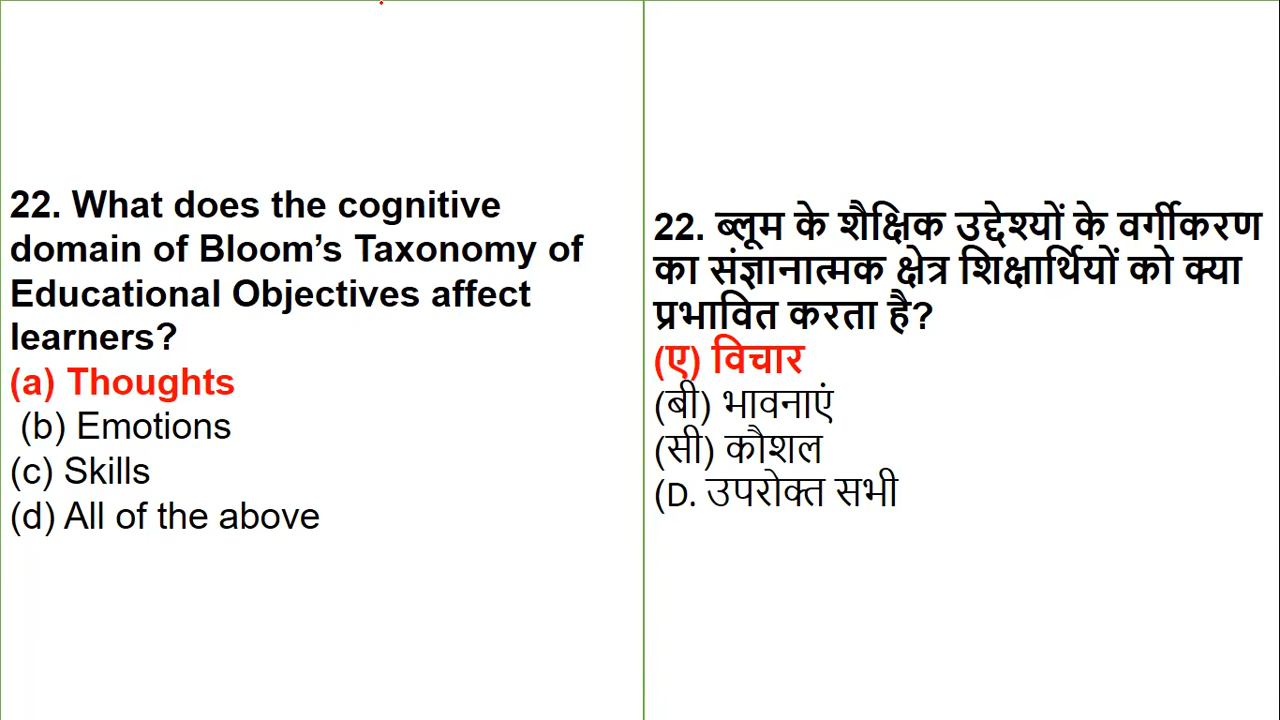 22. What does the cognitive
domain of Bloom’s Taxonomy of
Educational Objectives affect
learners?
(a) Thoughts
(b) Emotions
(c) Skills
(d) All of the above
22. ब्लूम के शैक्षिक उद्देश्यों के वर्गीकरण
का संज्ञानात्मक क्षेत्र शिक्षार्थियों को क्या
प्रभावित करता है?
(ए) विचार
(बी) भावनाएं
(सी) कौशल
(D. उपरोक्त सभी